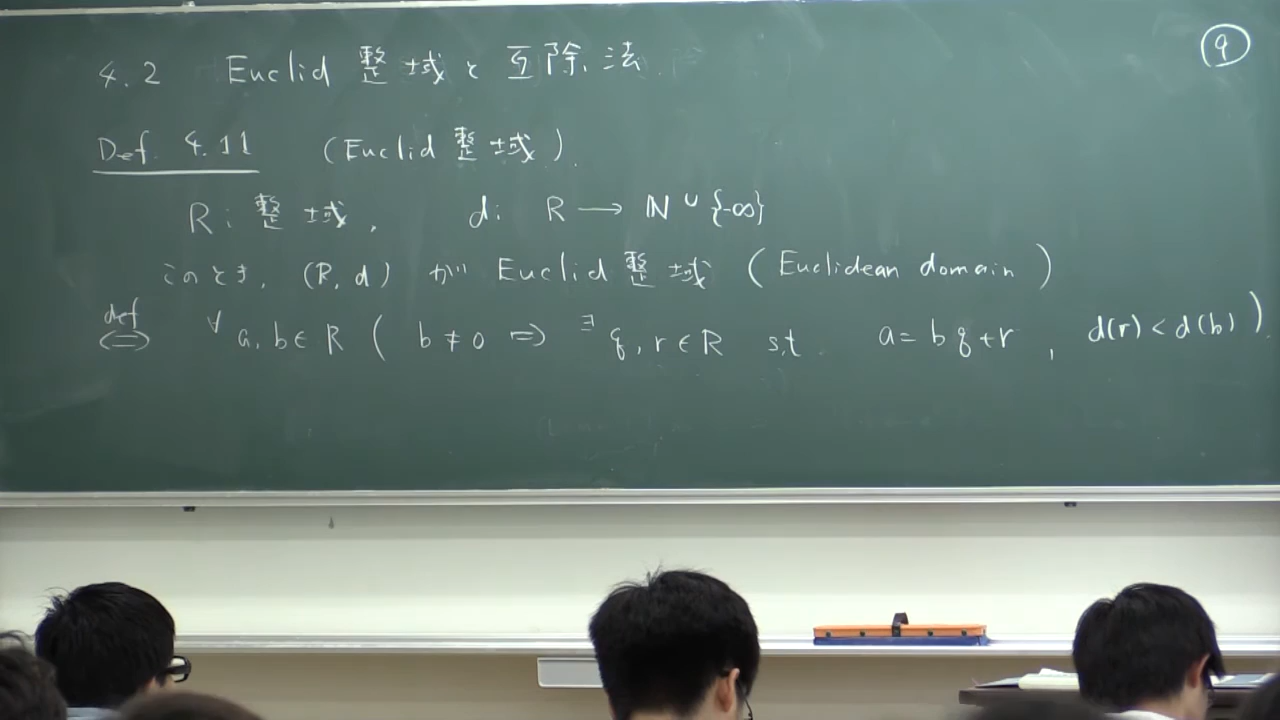 ⑨
4.2 Euclid 整域と互除法
Def 4.11 (Euclid 整域).
R: 整域, d: R → ℕ ∪ {-∞}
このとき, (R, d) が Euclid 整域 (Euclidean domain)
def ⇔ ∀a, b ∈ R ( b ≠ 0 ⇒ ∃q, r ∈ R s,t a = bq + r, d(r) < d(b) ).